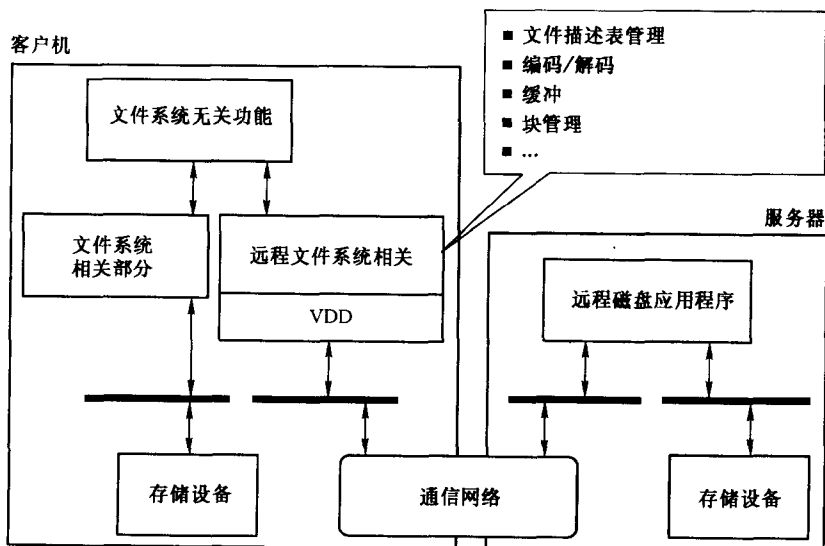 客户机
■ 文件描述表管理
■ 编码/解码
■ 缓冲
■ 块管理
■ ...
文件系统无关功能
文件系统
相关部分
远程文件系统相关
VDD
服务器
远程磁盘应用程序
存储设备
通信网络
存储设备